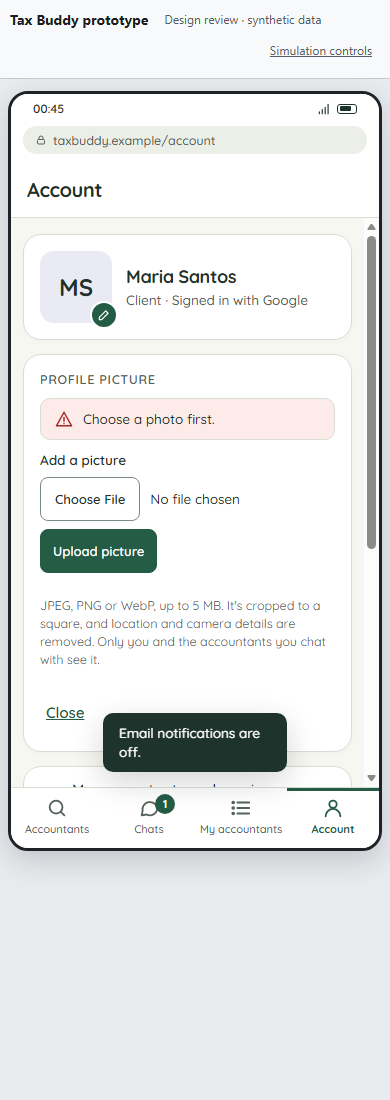 Tax Buddy prototype
Design review · synthetic data
Simulation controls
00:45
taxbuddy.example/account
Account
MS
Maria Santos
Client · Signed in with Google
PROFILE PICTURE
Choose a photo first.
Add a picture
Choose File
No file chosen
Upload picture
JPEG, PNG or WebP, up to 5 MB. It's cropped to a
square, and location and camera details are
removed. Only you and the accountants you chat
with see it.
Close
Email notifications are
off.
1
Accountants
Chats
My accountants
Account